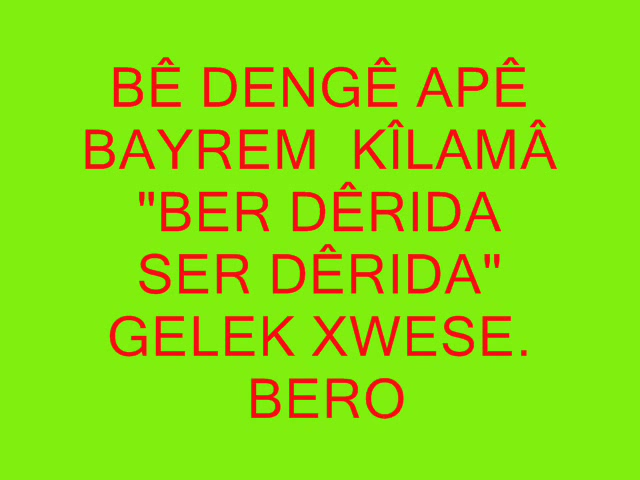 BÊ DENGÊ APÊ
BAYREM  KÎLAMÂ
"BER DÊRIDA
SER DÊRIDA"
GELEK XWESE.
BERO